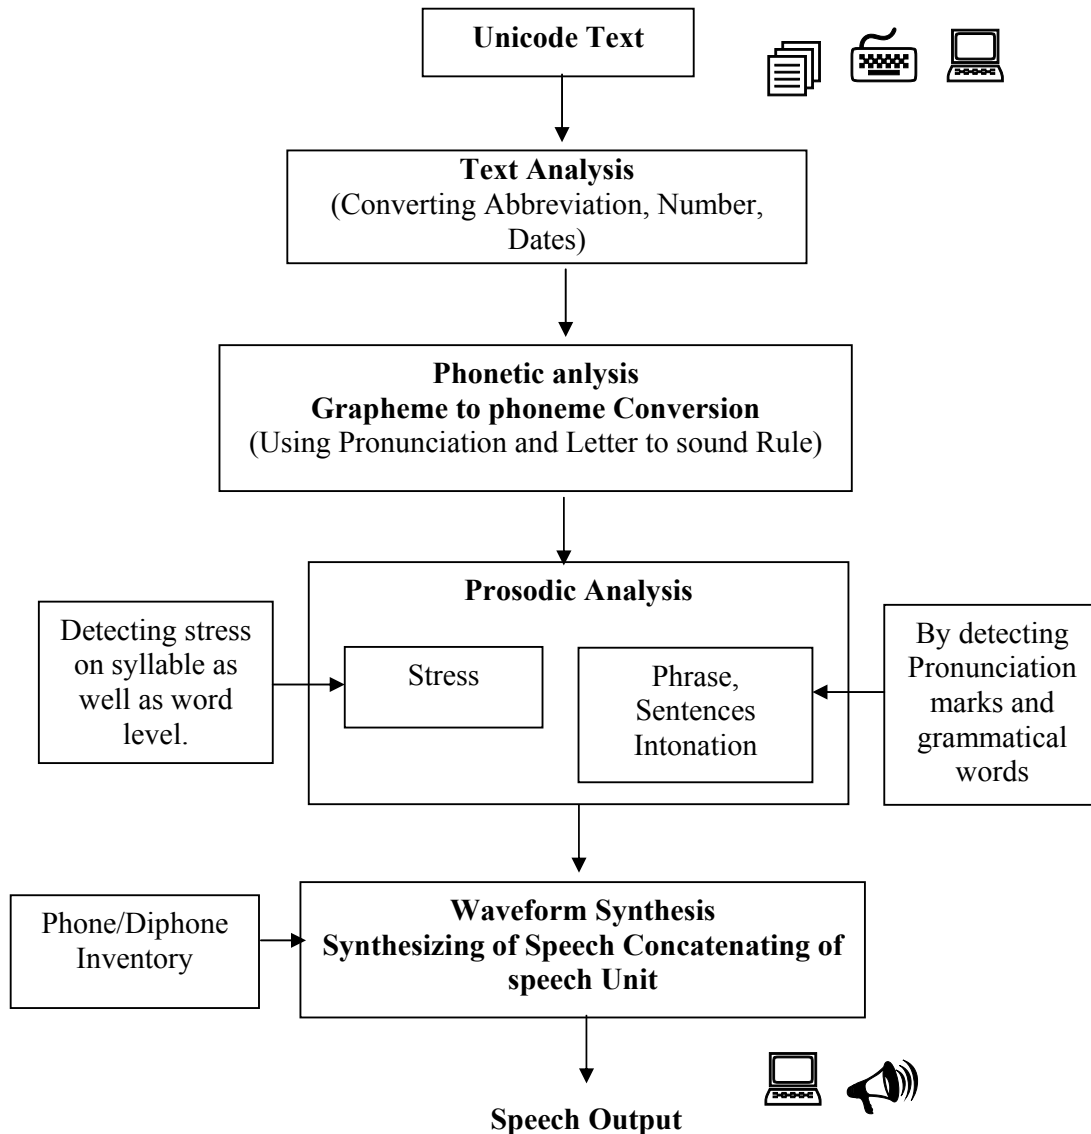 Unicode Text
Text Analysis
(Converting Abbreviation, Number,
Dates)
Phonetic anlysis
Grapheme to phoneme Conversion
(Using Pronunciation and Letter to sound Rule)
Prosodic Analysis
Detecting stress
on syllable as
well as word
level.
Stress
Phrase,
Sentences
Intonation
By detecting
Pronunciation
marks and
grammatical
words
Phone/Diphone
Inventory
Waveform Synthesis
Synthesizing of Speech Concatenating of
speech Unit
Speech Output